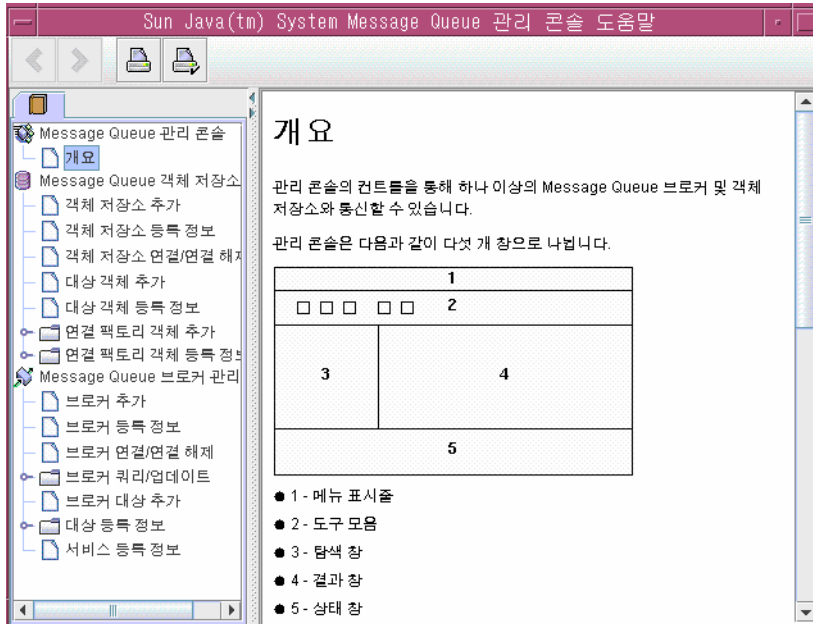 Sun Java(tm) System Message Queue 관리 콘솔 도움말
Message Queue 관리 콘솔
개요
Message Queue 객체 저장소
객체 저장소 추가
객체 저장소 등록 정보
객체 저장소 연결/연결 해제
대상 객체 추가
대상 객체 등록 정보
연결 팩토리 객체 추가
연결 팩토리 객체 등록 정보
Message Queue 브로커 관리
브로커 추가
브로커 등록 정보
브로커 연결/연결 해제
브로커 쿼리/업데이트
브로커 대상 추가
대상 등록 정보
서비스 등록 정보
개요
관리 콘솔의 컨트롤을 통해 하나 이상의 Message Queue 브로커 및 객체
저장소와 통신할 수 있습니다.
관리 콘솔은 다음과 같이 다섯 개 창으로 나뉩니다.
1
2
3
4
5
1 - 메뉴 표시줄
2 - 도구 모음
3 - 탐색 창
4 - 결과 창
5 - 상태 창